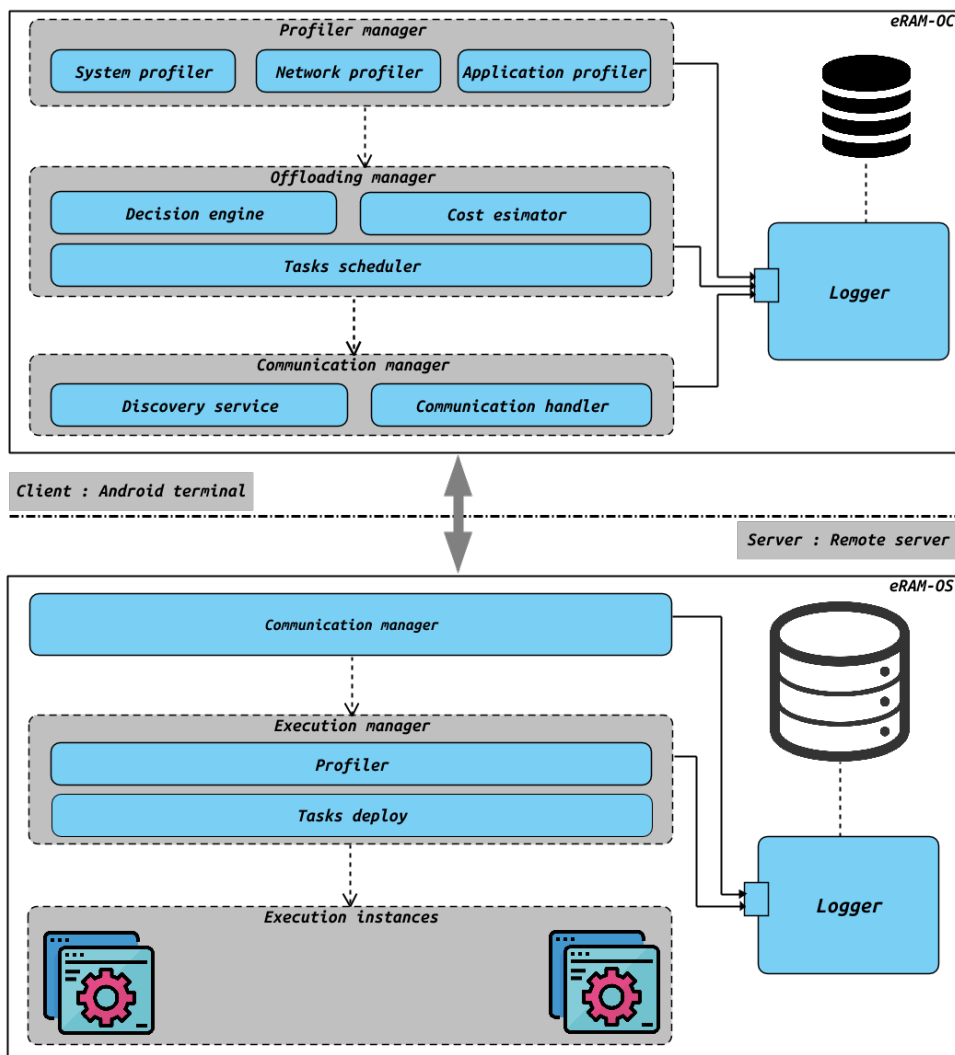 eRAM-OC
Profiler manager
System profiler
Network profiler
Application profiler
Offloading manager
Decision engine
Cost esimator
Tasks scheduler
Logger
Communication manager
Discovery service
Communication handler
Client : Android terminal
Server : Remote server
eRAM-OS
Communication manager
Execution manager
Profiler
Tasks deploy
Logger
Execution instances